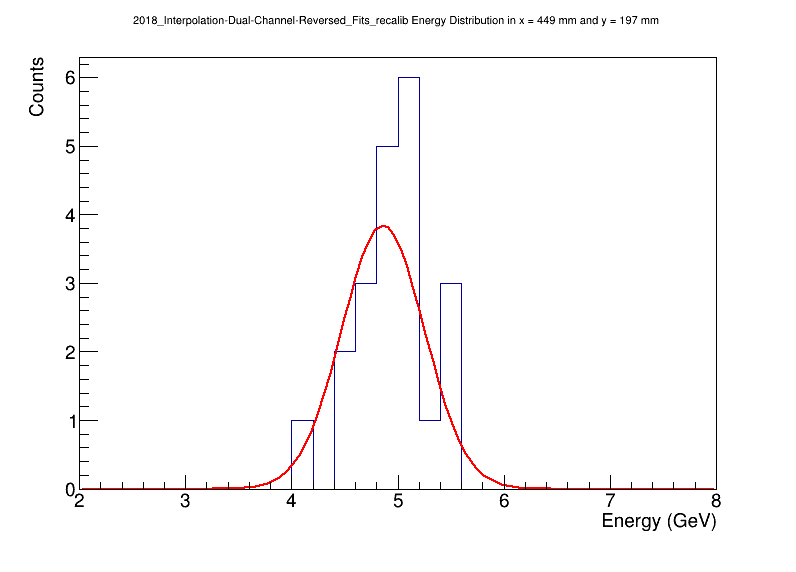 2018_Interpolation-Dual-Channel-Reversed_Fits_recalib Energy Distribution in x = 449 mm and y = 197 mm
Counts
6
5
4
3
2
1
0
2 3 4 5 6 7 8
Energy (GeV)